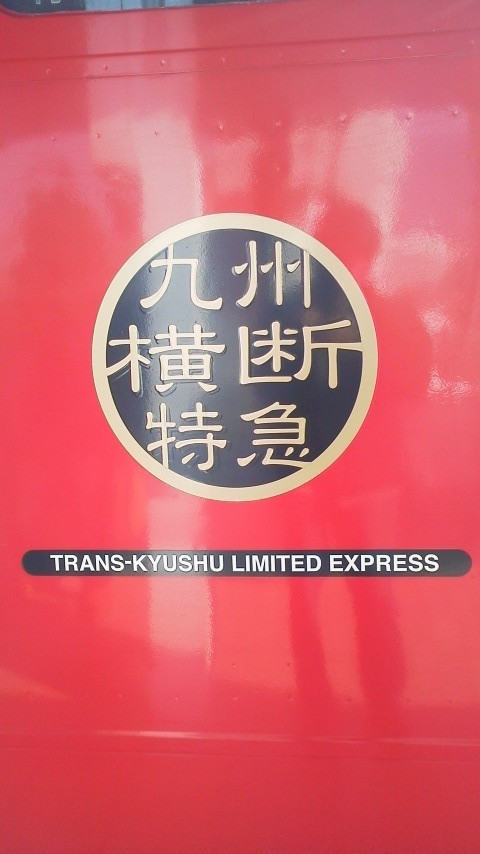 九州
横断
特急
TRANS-KYUSHU LIMITED EXPRESS